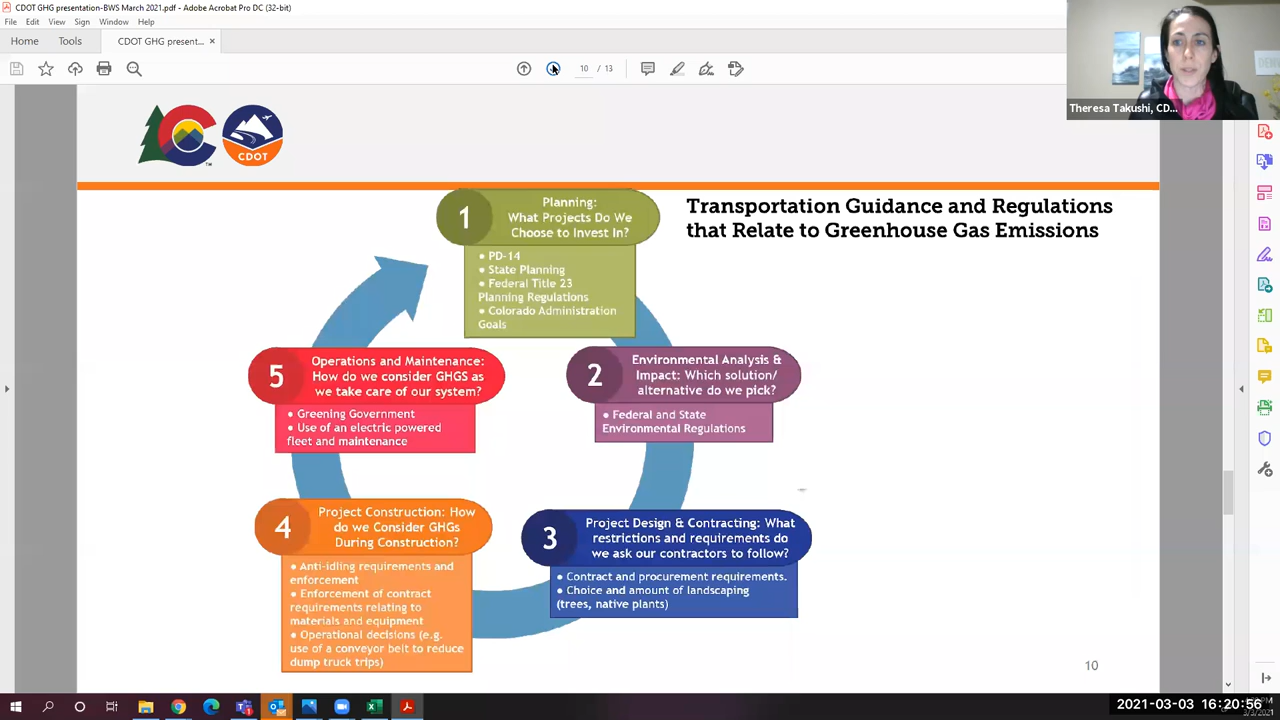 CDOT GHG presentation-BWS March 2021.pdf - Adobe Acrobat Pro DC (32-bit)
File Edit View Sign Window Help
Home Tools CDOT GHG present... ×
10 / 13
Theresa Takushi, CD...
CDOT
Transportation Guidance and Regulations
that Relate to Greenhouse Gas Emissions
1
Planning:
What Projects Do We
Choose to Invest In?
● PD-14
● State Planning
● Federal Title 23
Planning Regulations
● Colorado Administration
Goals
2
Environmental Analysis &
Impact: Which solution/
alternative do we pick?
● Federal and State
Environmental Regulations
3
Project Design & Contracting: What
restrictions and requirements do
we ask our contractors to follow?
● Contract and procurement requirements.
● Choice and amount of landscaping
(trees, native plants)
4
Project Construction: How
do we Consider GHGs
During Construction?
● Anti-idling requirements and
enforcement
● Enforcement of contract
requirements relating to
materials and equipment
● Operational decisions (e.g.
use of a conveyor belt to reduce
dump truck trips)
5
Operations and Maintenance:
How do we consider GHGS as
we take care of our system?
● Greening Government
● Use of an electric powered
fleet and maintenance
10
2021-03-03 16:20:56